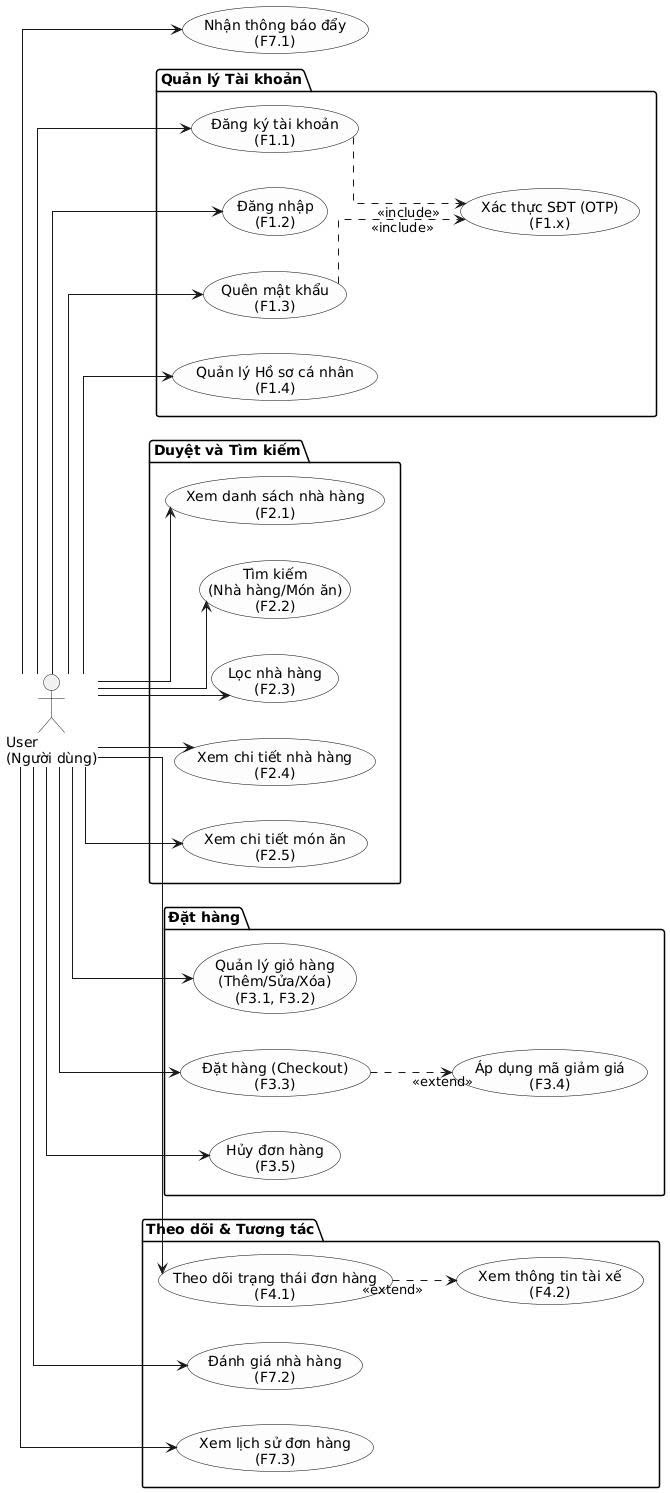 Nhận thông báo đẩy
(F7.1)
Quản lý Tài khoản
Đăng ký tài khoản
(F1.1)
Đăng nhập
(F1.2)
Xác thực SĐT (OTP)
(F1.x)
«include»
«include»
Quên mật khẩu
(F1.3)
Quản lý Hồ sơ cá nhân
(F1.4)
Duyệt và Tìm kiếm
Xem danh sách nhà hàng
(F2.1)
Tìm kiếm
(Nhà hàng/Món ăn)
(F2.2)
Lọc nhà hàng
(F2.3)
User
(Người dùng)
Xem chi tiết nhà hàng
(F2.4)
Xem chi tiết món ăn
(F2.5)
Đặt hàng
Quản lý giỏ hàng
(Thêm/Sửa/Xóa)
(F3.1, F3.2)
Đặt hàng (Checkout)
(F3.3)
«extend»
Áp dụng mã giảm giá
(F3.4)
Hủy đơn hàng
(F3.5)
Theo dõi & Tương tác
Theo dõi trạng thái đơn hàng
(F4.1)
«extend»
Xem thông tin tài xế
(F4.2)
Đánh giá nhà hàng
(F7.2)
Xem lịch sử đơn hàng
(F7.3)